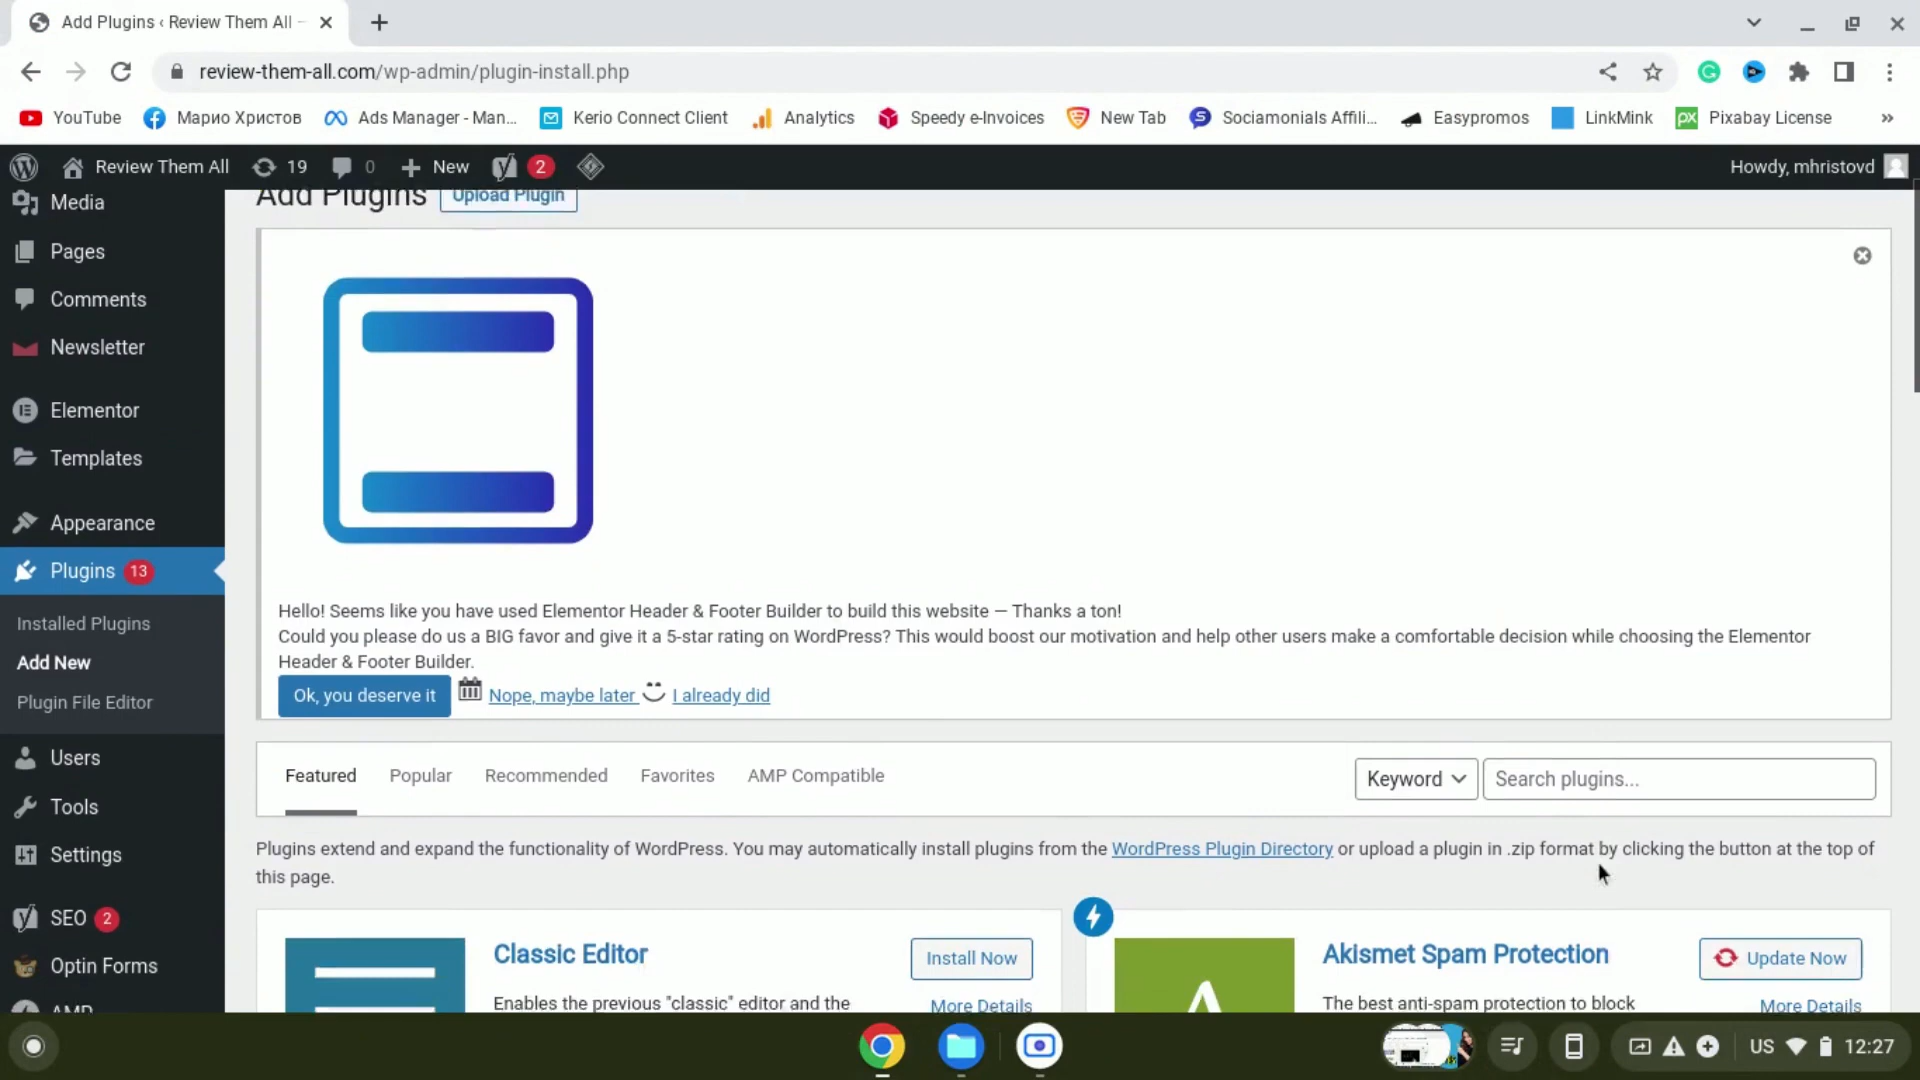 Add Plugins ‹ Review Them All –
review-them-all.com/wp-admin/plugin-install.php
YouTube Марио Христов Ads Manager - Man... Kerio Connect Client Analytics Speedy e-Invoices New Tab Sociamonials Affili... Easypromos LinkMink Pixabay License »
Review Them All 19 0 New 2 Howdy, mhristovd
Media
Pages
Comments
Newsletter
Elementor
Templates
Appearance
Plugins 13
Installed Plugins
Add New
Plugin File Editor
Users
Tools
Settings
SEO 2
Optin Forms
AMP
Add Plugins Upload Plugin
Hello! Seems like you have used Elementor Header & Footer Builder to build this website — Thanks a ton!
Could you please do us a BIG favor and give it a 5-star rating on WordPress? This would boost our motivation and help other users make a comfortable decision while choosing the Elementor
Header & Footer Builder.
Ok, you deserve it Nope, maybe later I already did
Featured Popular Recommended Favorites AMP Compatible Keyword Search plugins...
Plugins extend and expand the functionality of WordPress. You may automatically install plugins from the WordPress Plugin Directory or upload a plugin in .zip format by clicking the button at the top of
this page.
Classic Editor Install Now
Enables the previous "classic" editor and the More Details
Akismet Spam Protection Update Now
The best anti-spam protection to block More Details
US 12:27